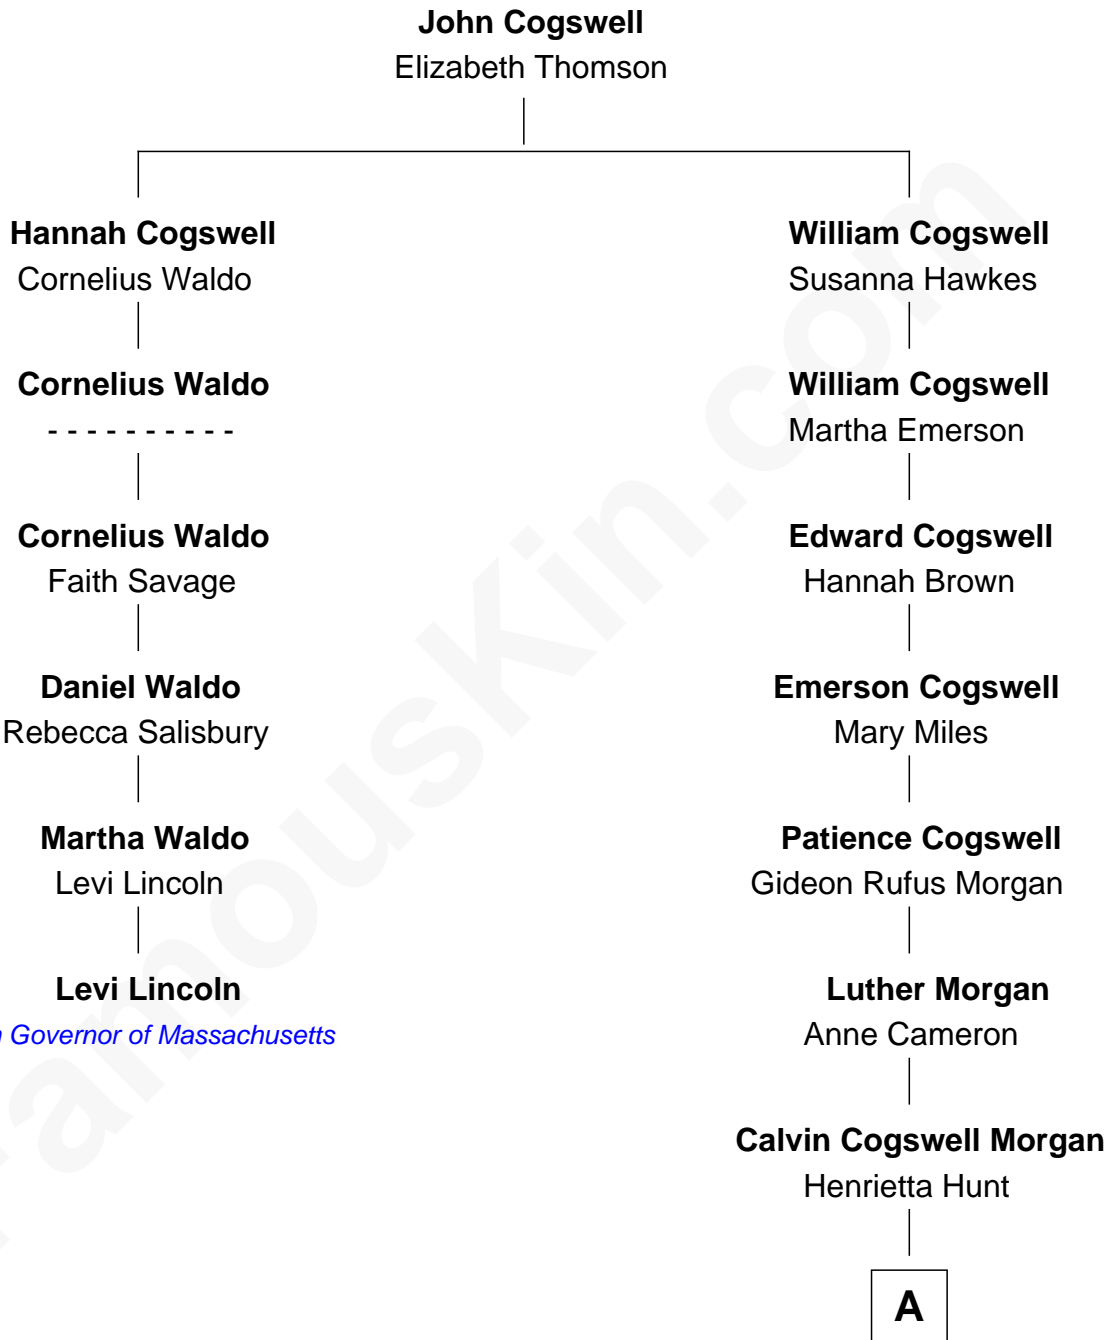 John Cogswell
Elizabeth Thomson
Hannah Cogswell
Cornelius Waldo
William Cogswell
Susanna Hawkes
Cornelius Waldo
- - - - - - - - - -
William Cogswell
Martha Emerson
Cornelius Waldo
Faith Savage
Edward Cogswell
Hannah Brown
Daniel Waldo
Rebecca Salisbury
Emerson Cogswell
Mary Miles
Martha Waldo
Levi Lincoln
Patience Cogswell
Gideon Rufus Morgan
Levi Lincoln
Governor of Massachusetts
Luther Morgan
Anne Cameron
Calvin Cogswell Morgan
Henrietta Hunt
A
FamousKin.com